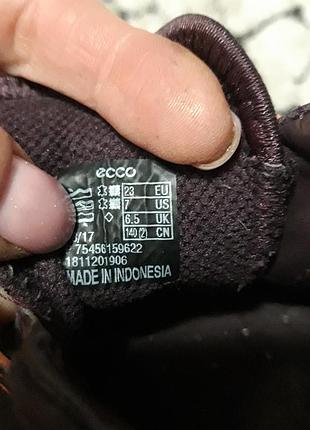 ecco
23 EU
7 US
6.5 UK
140 (2) CN
/17
75456159622
1811201906
MADE IN INDONESIA